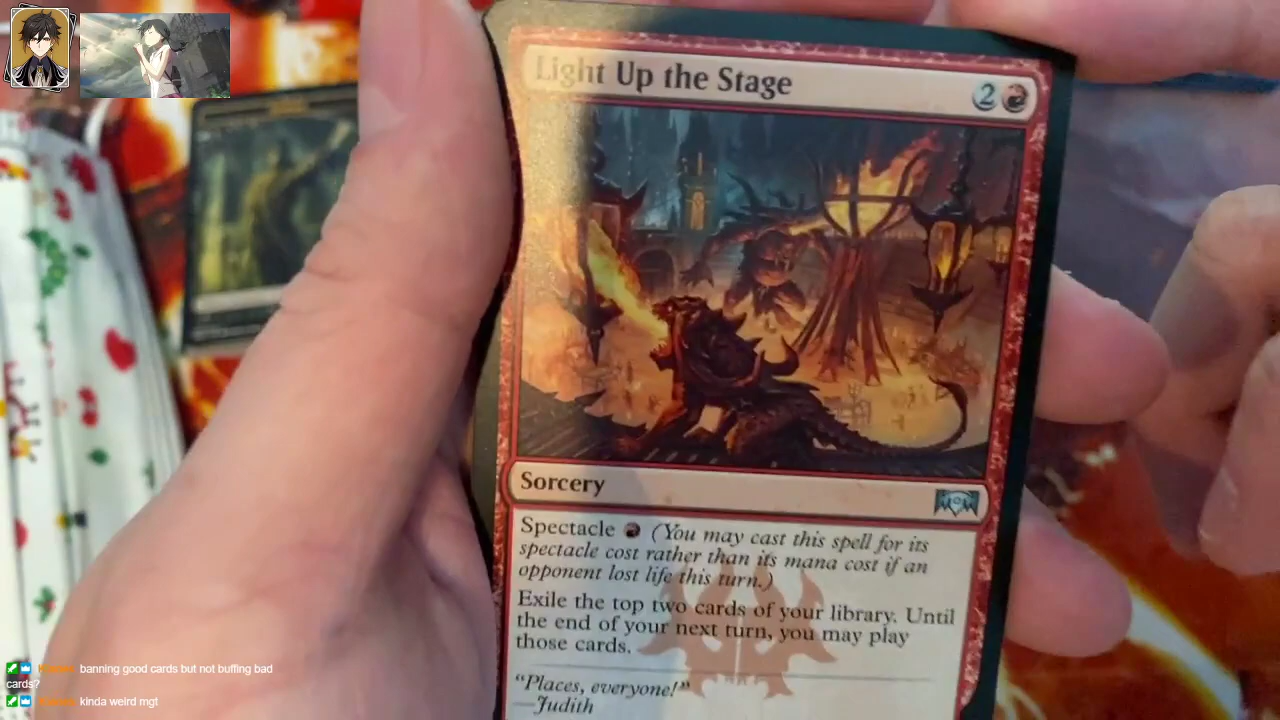 Light Up the Stage
2
Sorcery
Spectacle (You may cast this spell for its
spectacle cost rather than its mana cost if an
opponent lost life this turn.)
Exile the top two cards of your library. Until
the end of your next turn, you may play
those cards.
"Places, everyone!"
—Judith
banning good cards but not buffing bad
cards?
kinda weird mgt